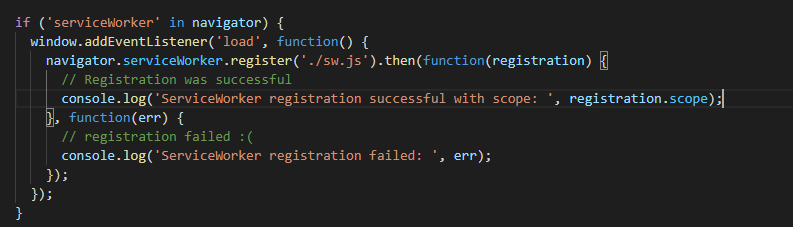 if ('serviceWorker' in navigator) {
  window.addEventListener('load', function() {
    navigator.serviceWorker.register('./sw.js').then(function(registration) {
      // Registration was successful
      console.log('ServiceWorker registration successful with scope: ', registration.scope);
    }, function(err) {
      // registration failed :(
      console.log('ServiceWorker registration failed: ', err);
    });
  });
}